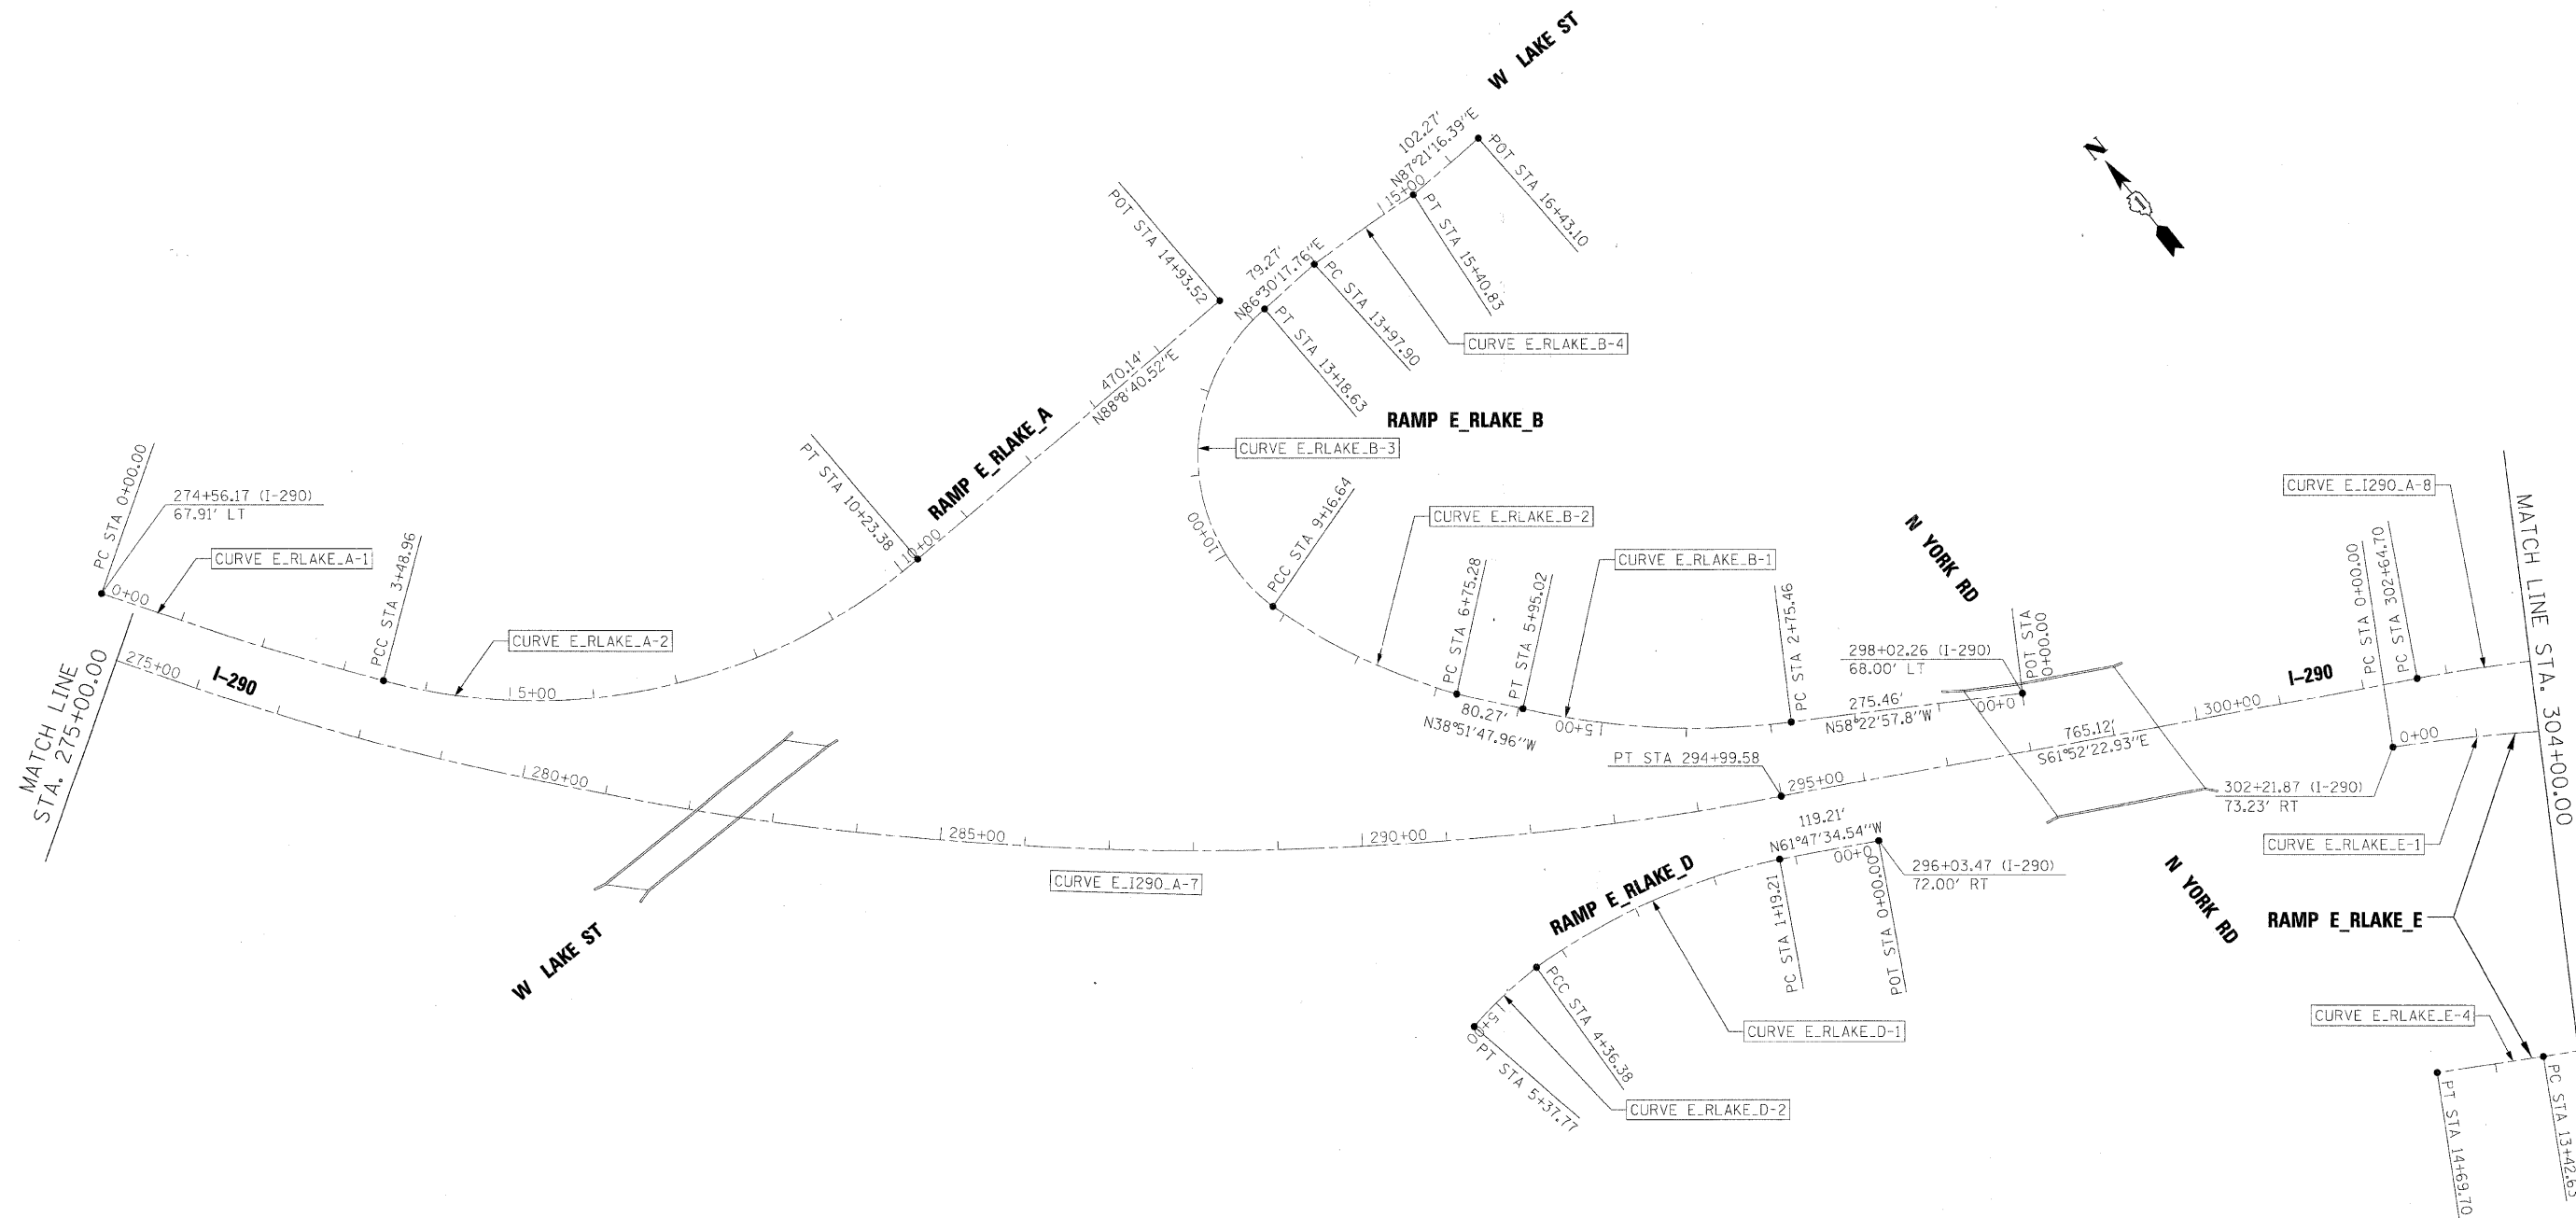 W LAKE ST
102.27'
N87°21'16.39"E
POT STA 16+43.10
15+00
PT STA 15+40.83
N
POT STA 14+93.52
79.27'
N86°30'17.76"E
PC STA 13+97.90
CURVE E_RLAKE_B-4
PT STA 13+18.63
470.14'
N88°8'40.52"E
RAMP E_RLAKE_A
RAMP E_RLAKE_B
PT STA 10+23.38
10+00
CURVE E_RLAKE_B-3
PC STA 0+00.00
274+56.17 (I-290)
67.91' LT
0+00
CURVE E_RLAKE_A-1
PCC STA 3+48.96
CURVE E_RLAKE_A-2
5+00
10+00
PCC STA 9+16.64
CURVE E_RLAKE_B-2
PC STA 6+75.28
PT STA 5+95.02
CURVE E_RLAKE_B-1
80.27'
N38°51'47.96"W
5+00
PC STA 2+75.46
275.46'
N58°22'57.8"W
N YORK RD
298+02.26 (I-290)
68.00' LT
POT STA
0+00.00
0+00
CURVE E_I290_A-8
PC STA 0+00.00
PC STA 302+64.70
I-290
300+00
MATCH LINE STA. 304+00.00
MATCH LINE
STA. 275+00.00
275+00
I-290
280+00
285+00
290+00
PT STA 294+99.58
295+00
765.12'
S61°52'22.93"E
0+00
302+21.87 (I-290)
73.23' RT
CURVE E_RLAKE_E-1
CURVE E_I290_A-7
W LAKE ST
119.21'
N61°47'34.54"W
0+00
296+03.47 (I-290)
72.00' RT
RAMP E_RLAKE_D
PC STA 1+19.21
POT STA 0+00.00
N YORK RD
RAMP E_RLAKE_E
PCC STA 4+36.38
CURVE E_RLAKE_D-1
5+00
PT STA 5+37.77
CURVE E_RLAKE_D-2
CURVE E_RLAKE_E-4
PT STA 14+69.70
PC STA 13+42.63